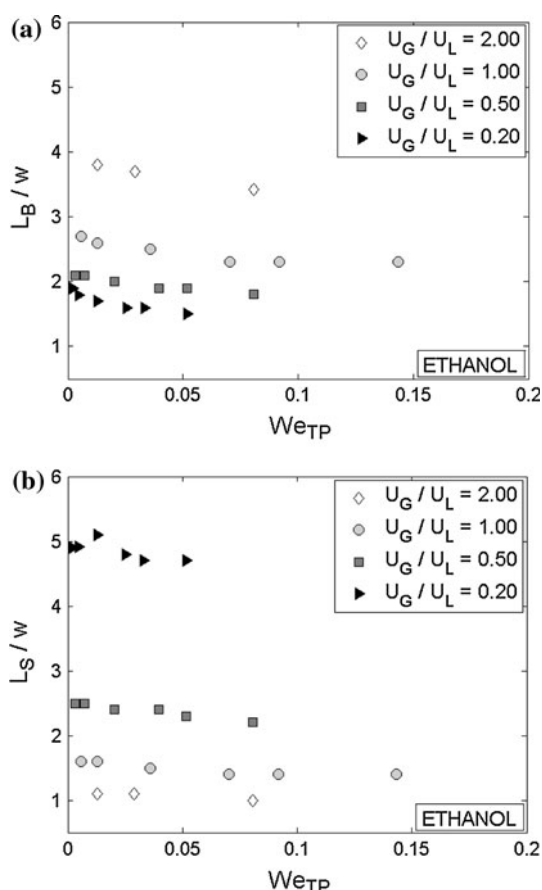 (a)
6
5
4
3
2
1
L_B / w
U_G / U_L = 2.00
U_G / U_L = 1.00
U_G / U_L = 0.50
U_G / U_L = 0.20
ETHANOL
0 0.05 0.1 0.15 0.2
We_TP
(b)
6
5
4
3
2
1
L_S / w
U_G / U_L = 2.00
U_G / U_L = 1.00
U_G / U_L = 0.50
U_G / U_L = 0.20
ETHANOL
0 0.05 0.1 0.15 0.2
We_TP